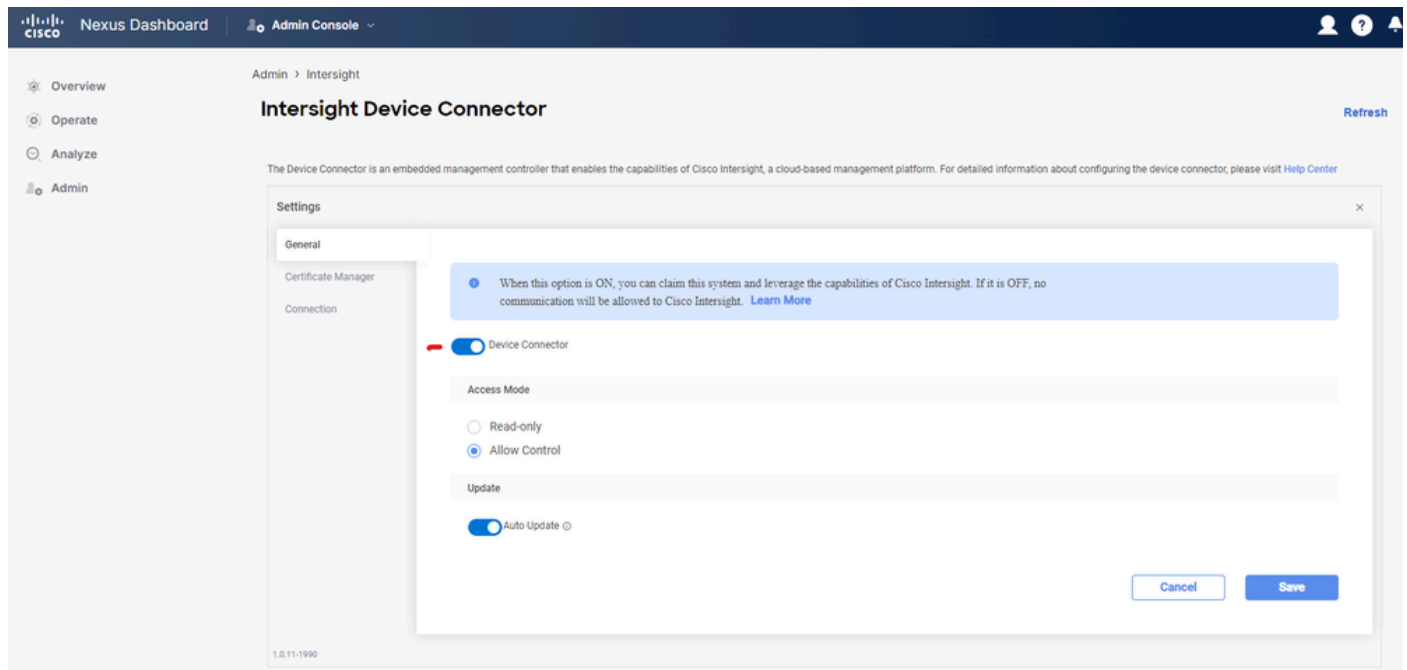 CISCO Nexus Dashboard Admin Console
Admin > Intersight
Overview
Operate
Analyze
Admin
Intersight Device Connector
Refresh
The Device Connector is an embedded management controller that enables the capabilities of Cisco Intersight, a cloud-based management platform. For detailed information about configuring the device connector, please visit Help Center
Settings
General
Certificate Manager
Connection
When this option is ON, you can claim this system and leverage the capabilities of Cisco Intersight. If it is OFF, no
communication will be allowed to Cisco Intersight. Learn More
Device Connector
Access Mode
Read-only
Allow Control
Update
Auto Update
Cancel
Save
1.0.11-1990